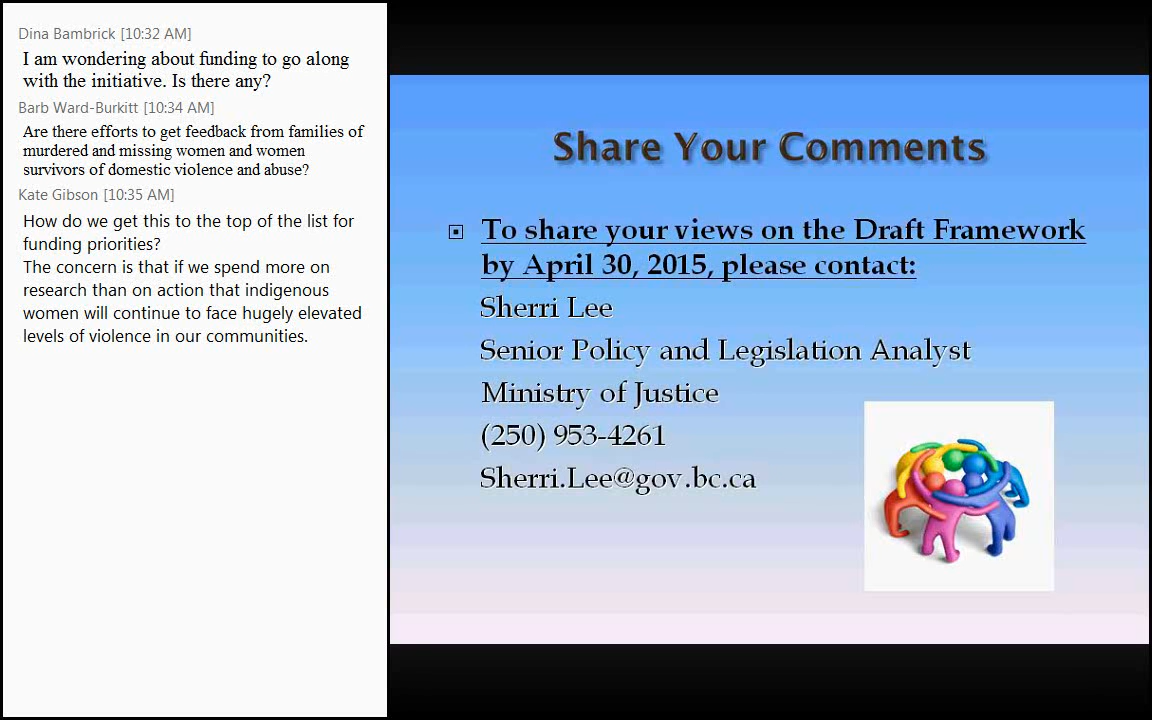 Dina Bambrick [10:32 AM]
I am wondering about funding to go along
with the initiative. Is there any?
Barb Ward-Burkitt [10:34 AM]
Are there efforts to get feedback from families of
murdered and missing women and women
survivors of domestic violence and abuse?
Kate Gibson [10:35 AM]
How do we get this to the top of the list for
funding priorities?
The concern is that if we spend more on
research than on action that indigenous
women will continue to face hugely elevated
levels of violence in our communities.
Share Your Comments
To share your views on the Draft Framework
by April 30, 2015, please contact:
Sherri Lee
Senior Policy and Legislation Analyst
Ministry of Justice
(250) 953-4261
Sherri.Lee@gov.bc.ca